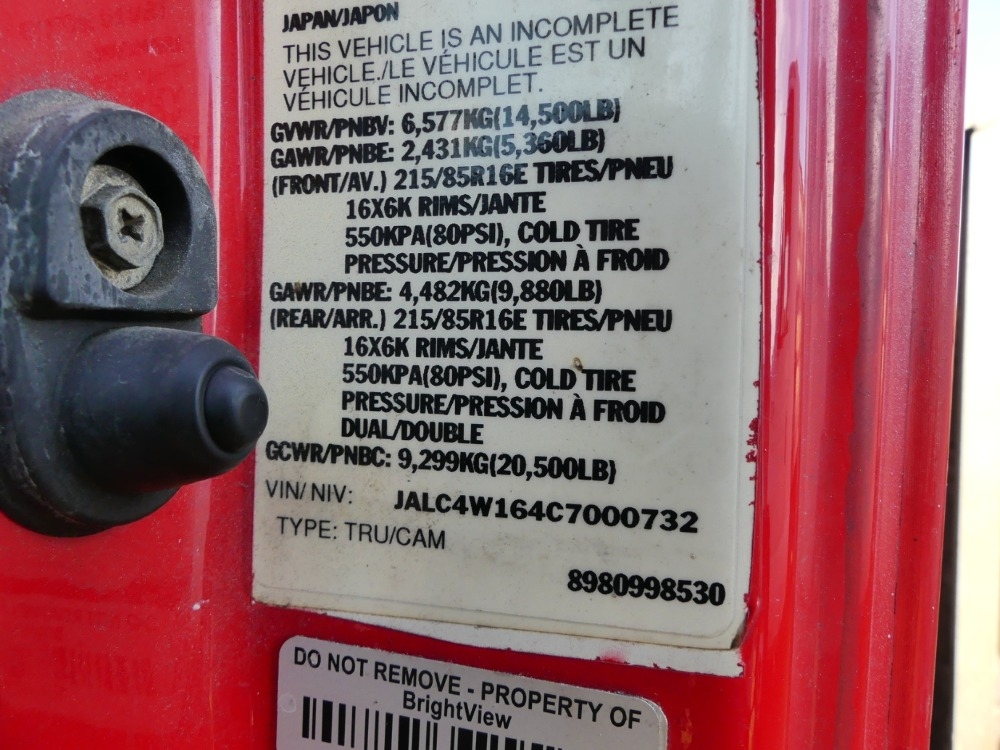 JAPAN/JAPON
THIS VEHICLE IS AN INCOMPLETE
VEHICLE./LE VÉHICULE EST UN
VÉHICULE INCOMPLET.
GVWR/PNBV: 6,577KG(14,500LB)
GAWR/PNBE: 2,431KG(5,360LB)
(FRONT/AV.) 215/85R16E TIRES/PNEU
16X6K RIMS/JANTE
550KPA(80PSI), COLD TIRE
PRESSURE/PRESSION À FROID
GAWR/PNBE: 4,482KG(9,880LB)
(REAR/ARR.) 215/85R16E TIRES/PNEU
16X6K RIMS/JANTE
550KPA(80PSI), COLD TIRE
PRESSURE/PRESSION À FROID
DUAL/DOUBLE
GCWR/PNBC: 9,299KG(20,500LB)
VIN/NIV: JALC4W164C7000732
TYPE: TRU/CAM
8980998530
DO NOT REMOVE - PROPERTY OF
BrightView